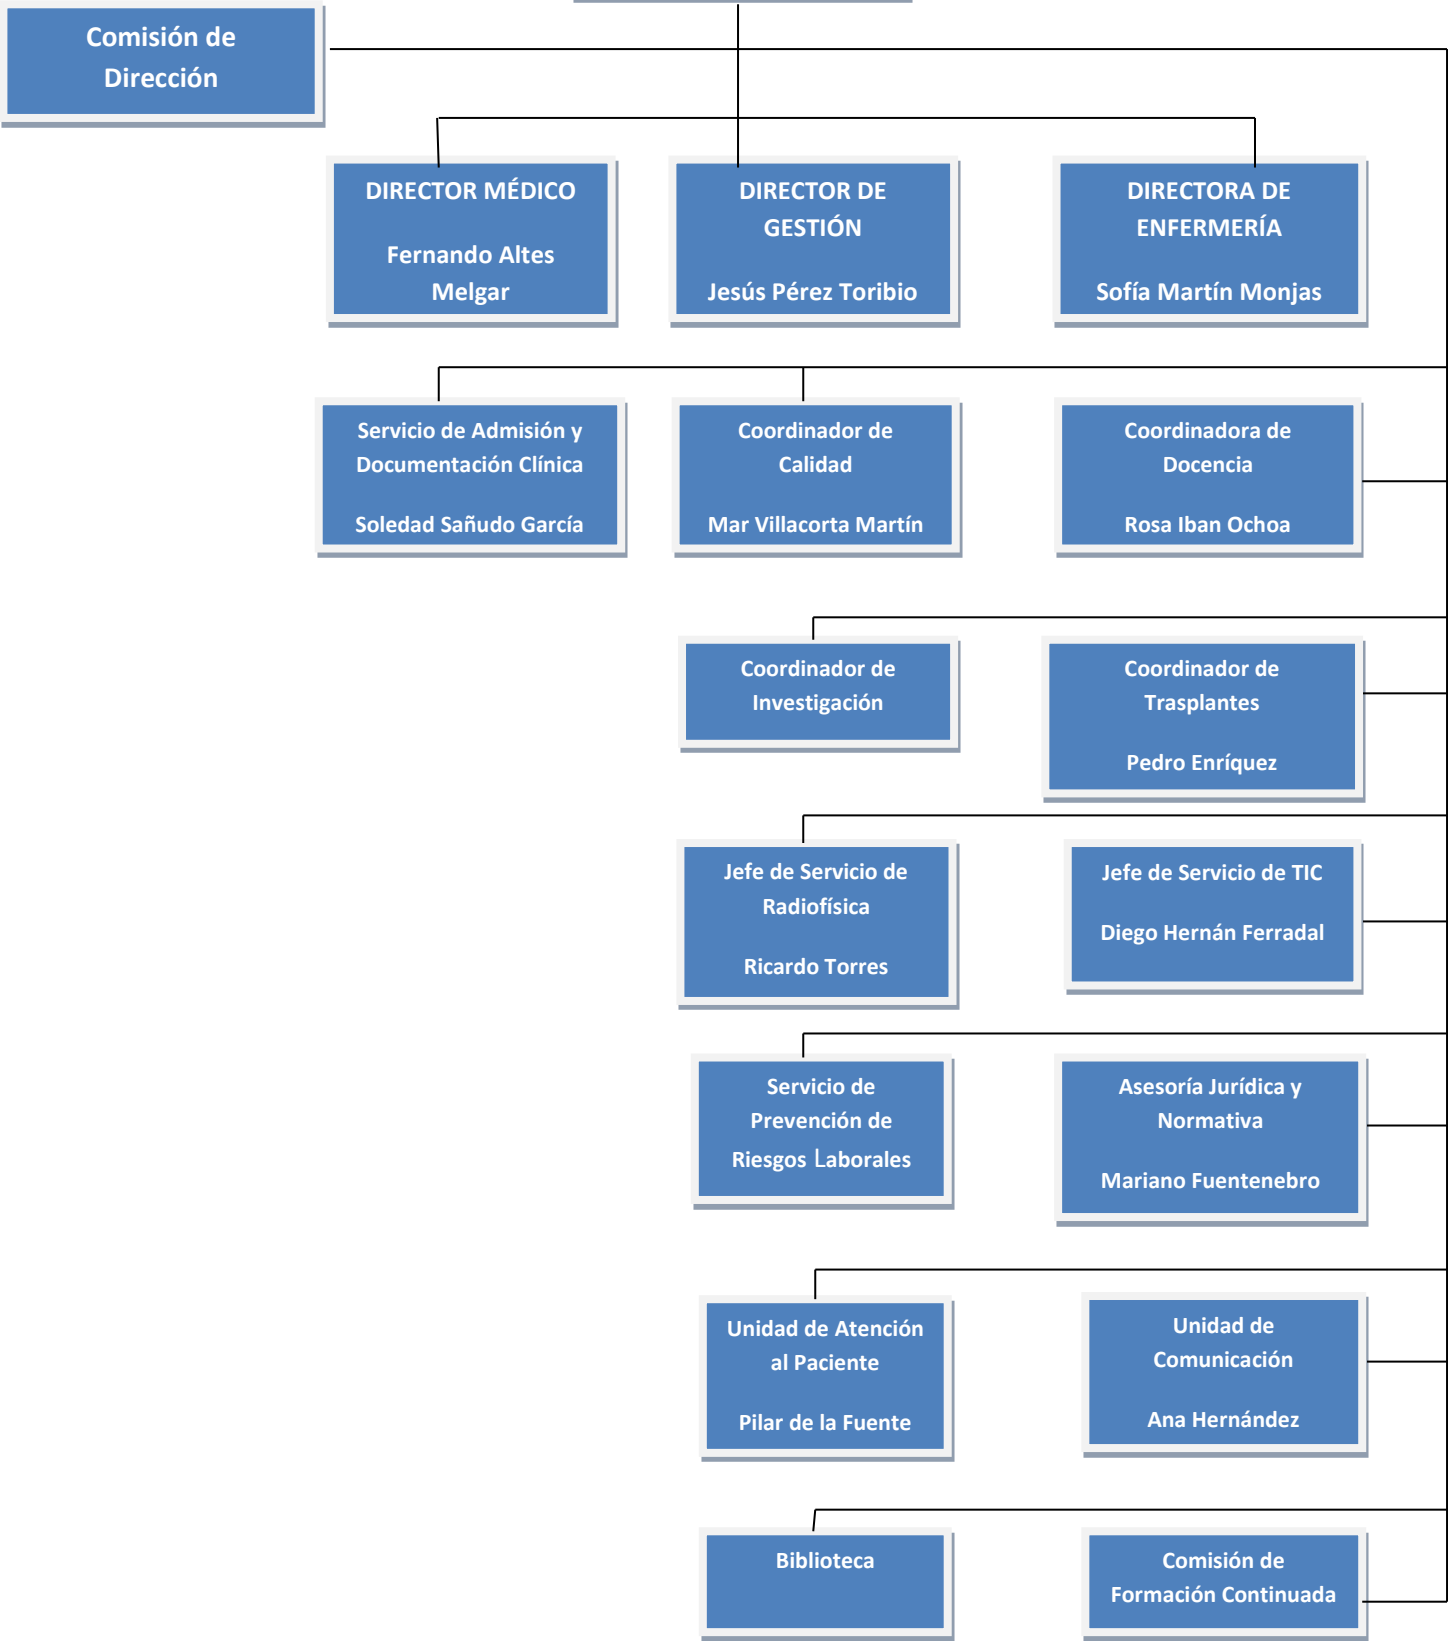 Comisión de
Dirección
DIRECTOR MÉDICO
Fernando Altes
Melgar
DIRECTOR DE
GESTIÓN
Jesús Pérez Toribio
DIRECTORA DE
ENFERMERÍA
Sofía Martín Monjas
Servicio de Admisión y
Documentación Clínica
Soledad Sañudo García
Coordinador de
Calidad
Mar Villacorta Martín
Coordinadora de
Docencia
Rosa Iban Ochoa
Coordinador de
Investigación
Coordinador de
Trasplantes
Pedro Enríquez
Jefe de Servicio de
Radiofísica
Ricardo Torres
Jefe de Servicio de TIC
Diego Hernán Ferradal
Servicio de
Prevención de
Riesgos Laborales
Asesoría Jurídica y
Normativa
Mariano Fuentenebro
Unidad de Atención
al Paciente
Pilar de la Fuente
Unidad de
Comunicación
Ana Hernández
Biblioteca
Comisión de
Formación Continuada